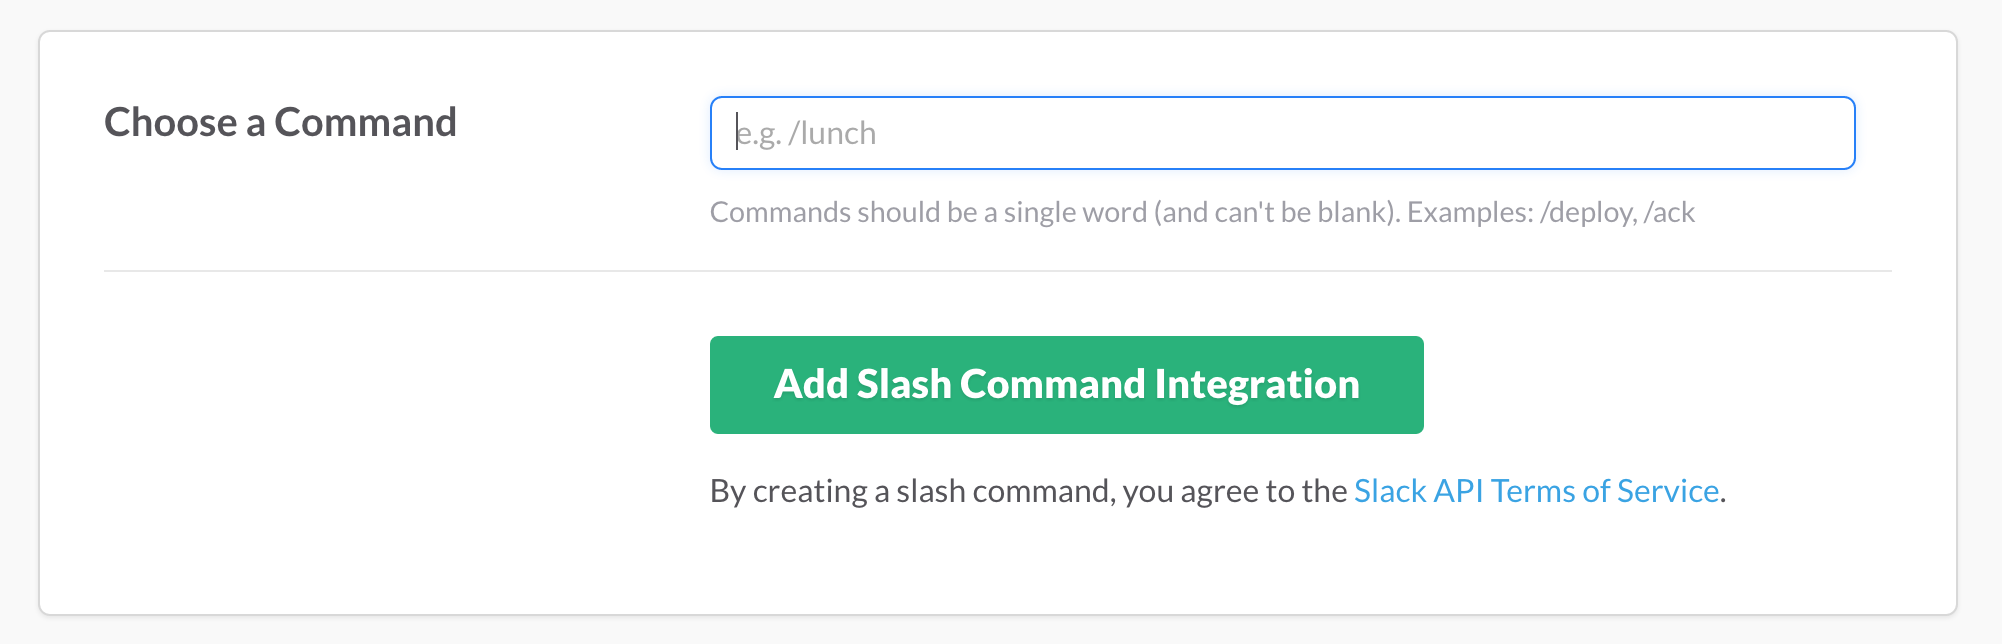 Choose a Command
e.g. /lunch
Commands should be a single word (and can't be blank). Examples: /deploy, /ack
Add Slash Command Integration
By creating a slash command, you agree to the Slack API Terms of Service.